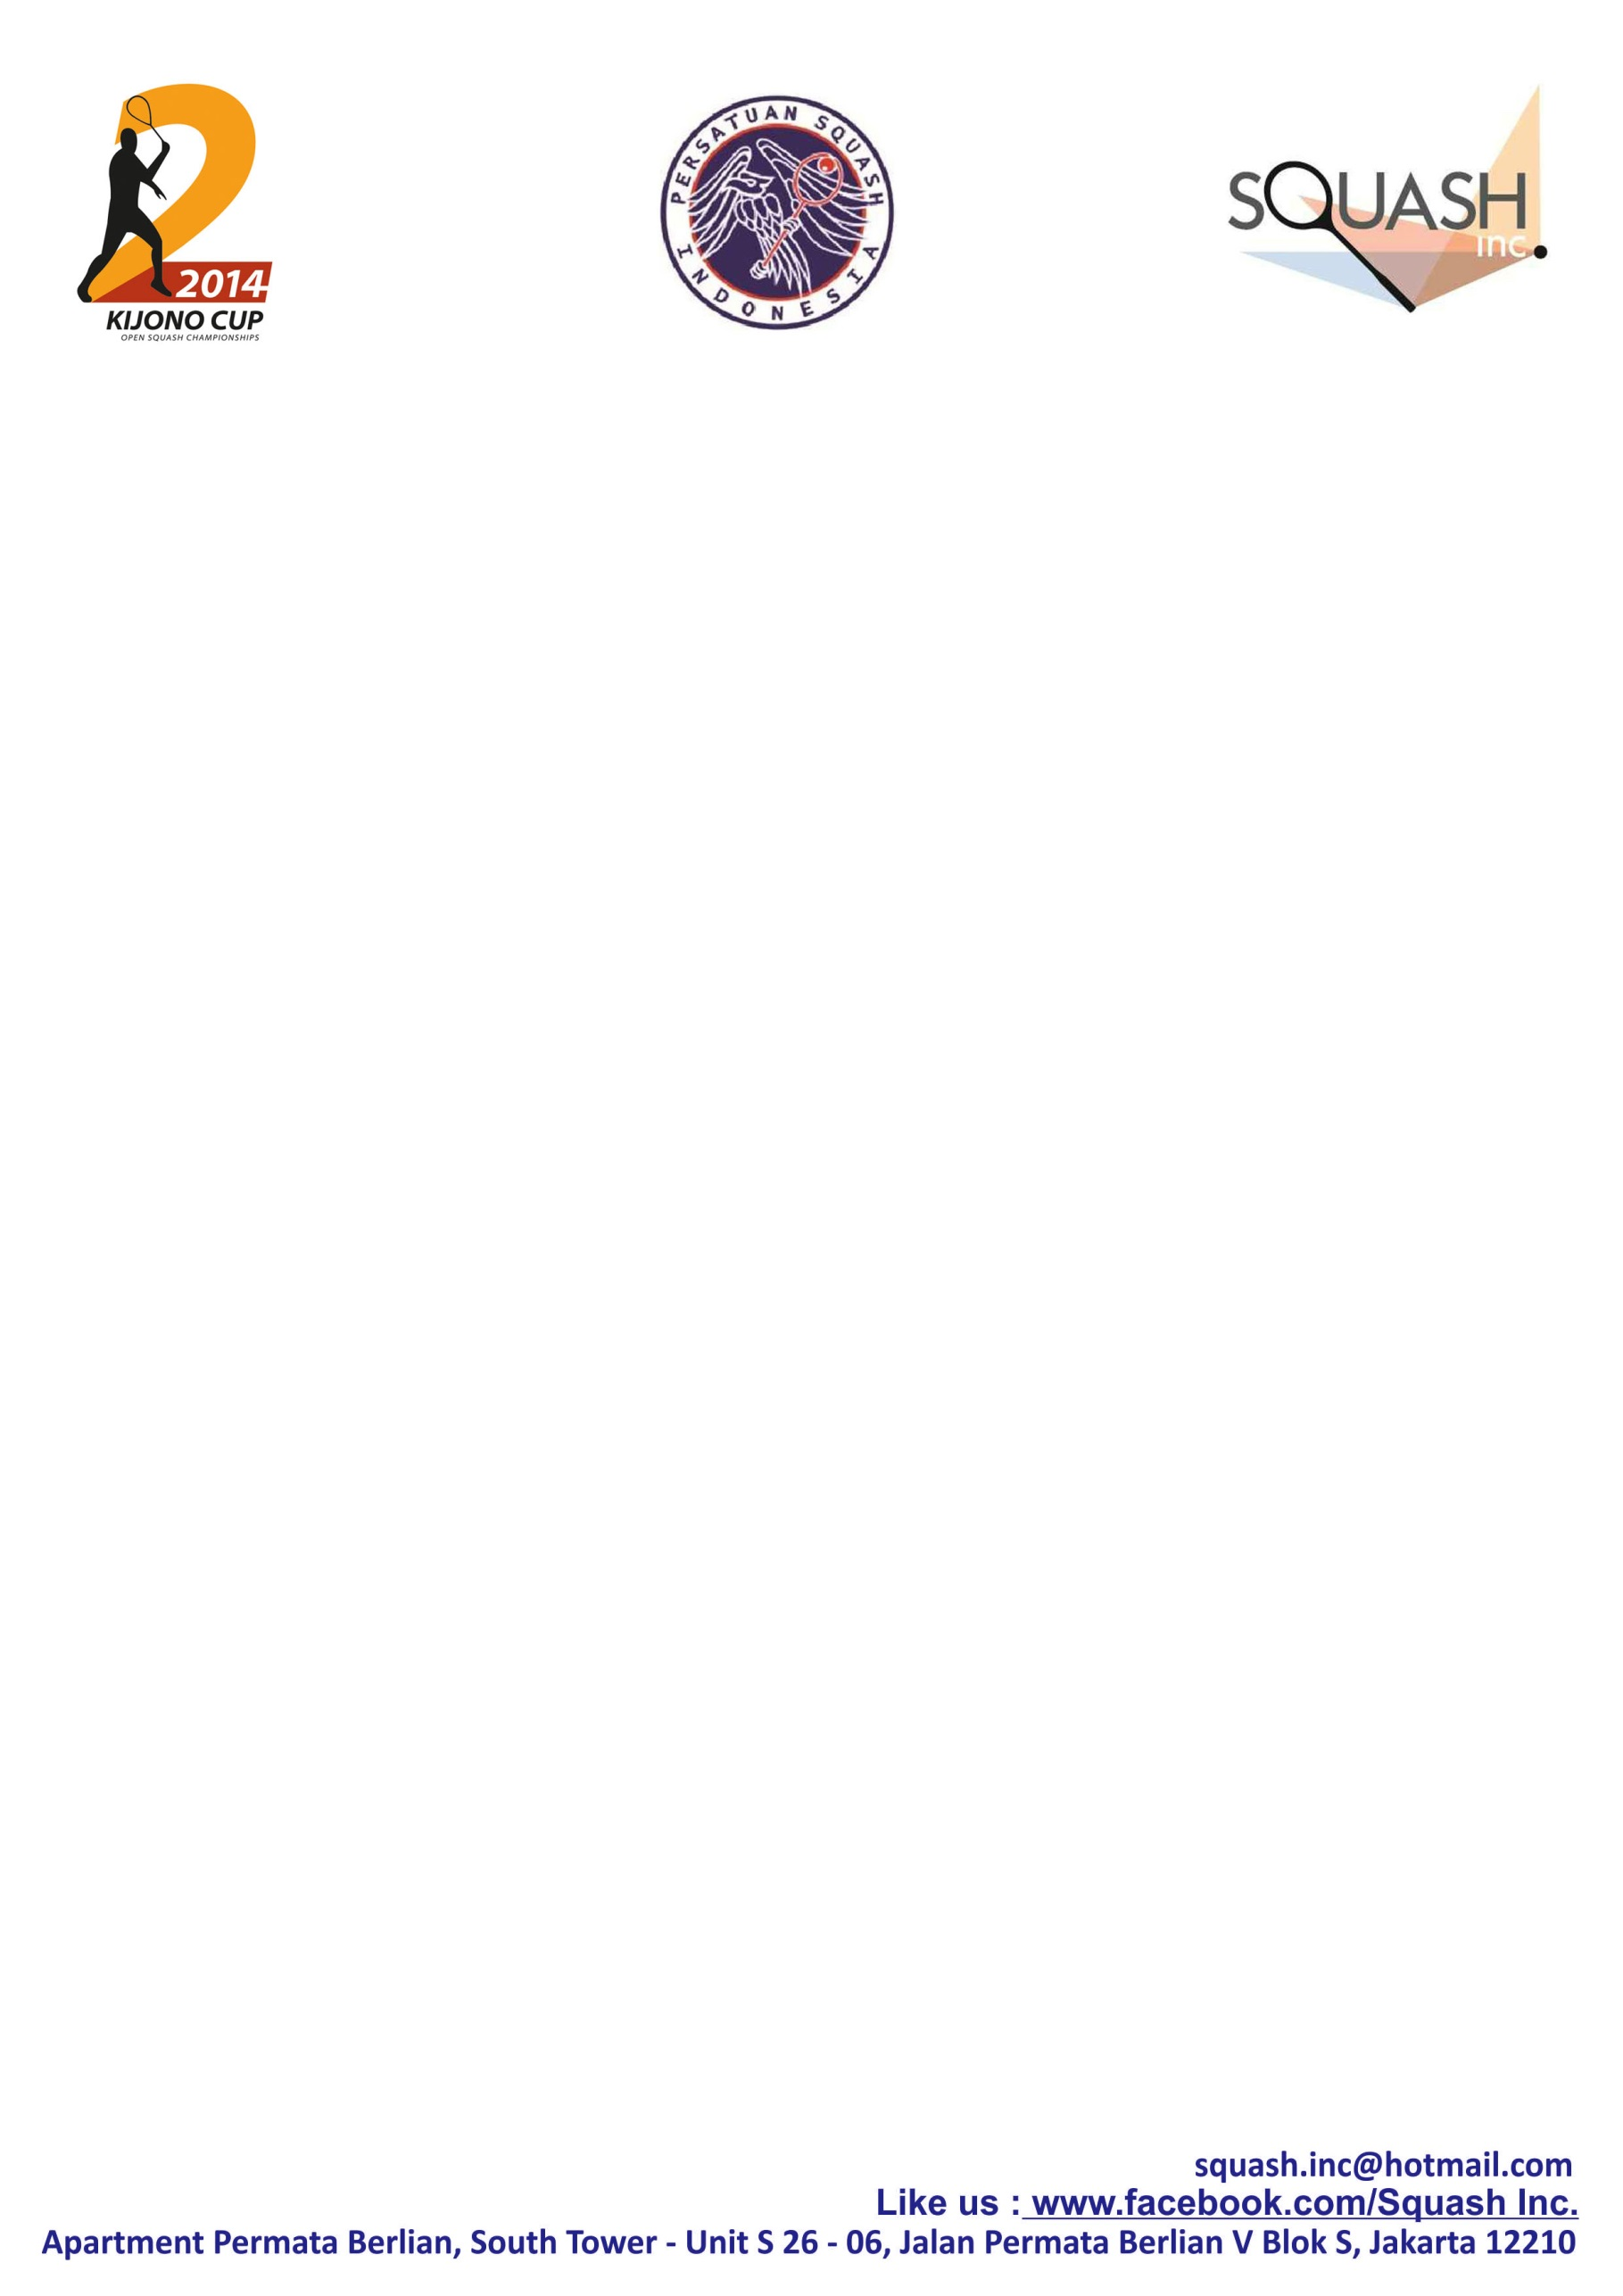 2014
KIJONO CUP
OPEN SQUASH CHAMPIONSHIPS
PERSATUAN SQUASH
INDONESIA
SQUASH
inc.
squash.inc@hotmail.com
Like us : www.facebook.com/Squash Inc.
Apartment Permata Berlian, South Tower - Unit S 26 - 06, Jalan Permata Berlian V Blok S, Jakarta 12210